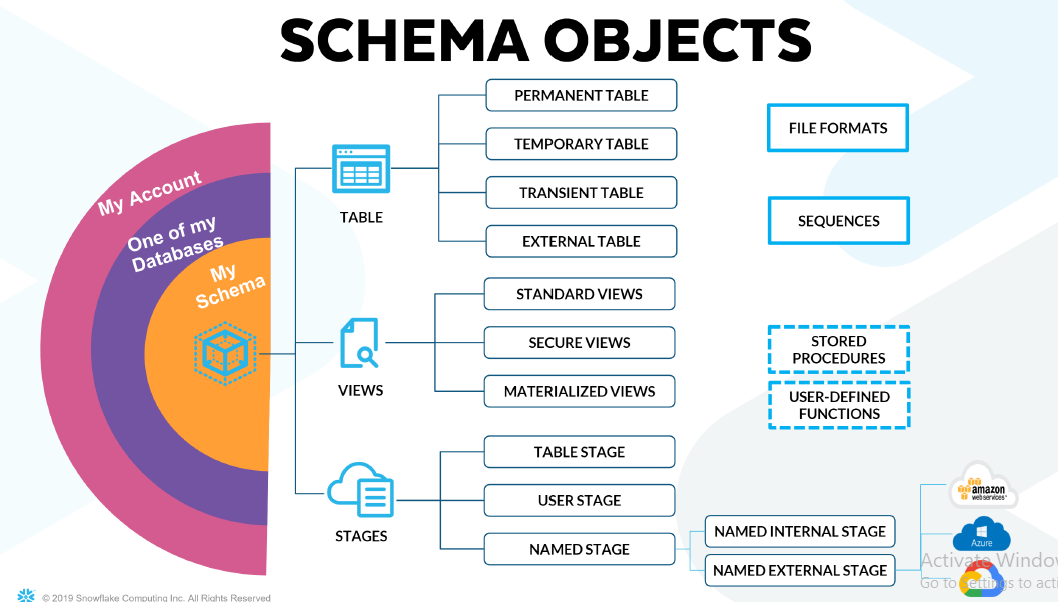 SCHEMA OBJECTS
My Account
One of my
Databases
My
Schema
TABLE
PERMANENT TABLE
TEMPORARY TABLE
TRANSIENT TABLE
EXTERNAL TABLE
VIEWS
STANDARD VIEWS
SECURE VIEWS
MATERIALIZED VIEWS
STAGES
TABLE STAGE
USER STAGE
NAMED STAGE
NAMED INTERNAL STAGE
NAMED EXTERNAL STAGE
FILE FORMATS
SEQUENCES
STORED
PROCEDURES
USER-DEFINED
FUNCTIONS
amazon
web services
Azure
Activate Window
Go to Settings to acti
© 2019 Snowflake Computing Inc. All Rights Reserved